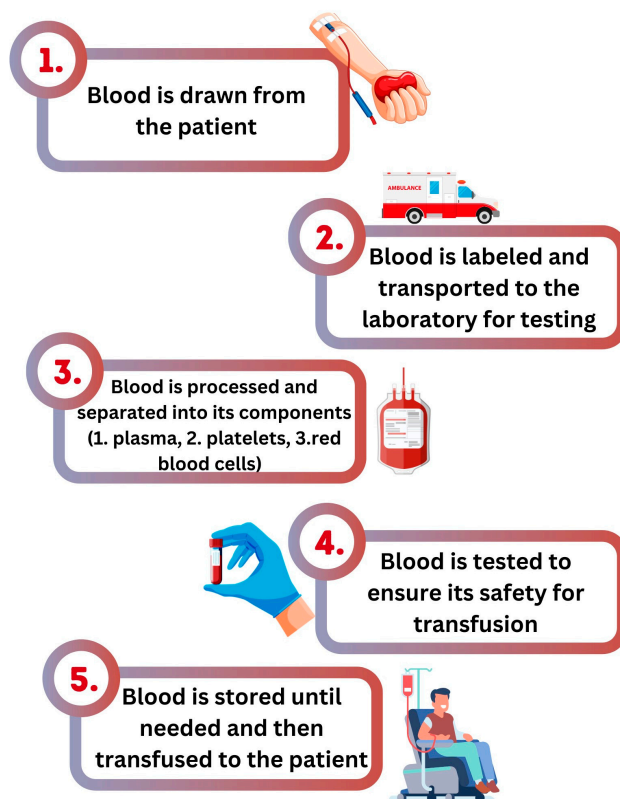 1.
Blood is drawn from
the patient
AMBULANCE
2.
Blood is labeled and
transported to the
laboratory for testing
3.
Blood is processed and
separated into its components
(1. plasma, 2. platelets, 3.red
blood cells)
4.
Blood is tested to
ensure its safety for
transfusion
5.
Blood is stored until
needed and then
transfused to the patient